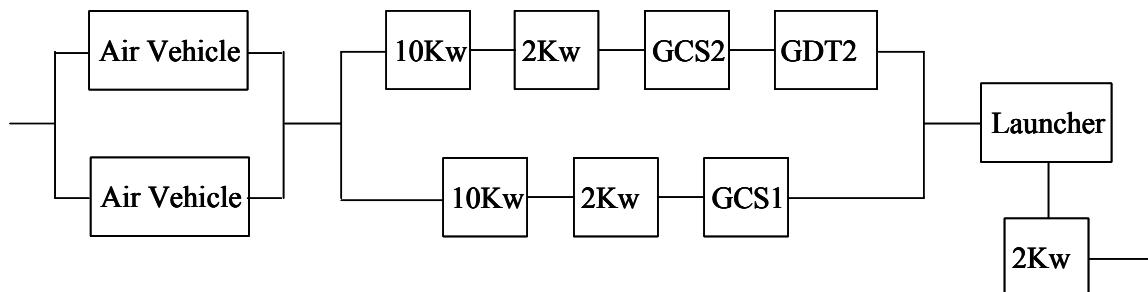 Air Vehicle
10Kw 2Kw GCS2 GDT2
Launcher
Air Vehicle
10Kw 2Kw GCS1
2Kw